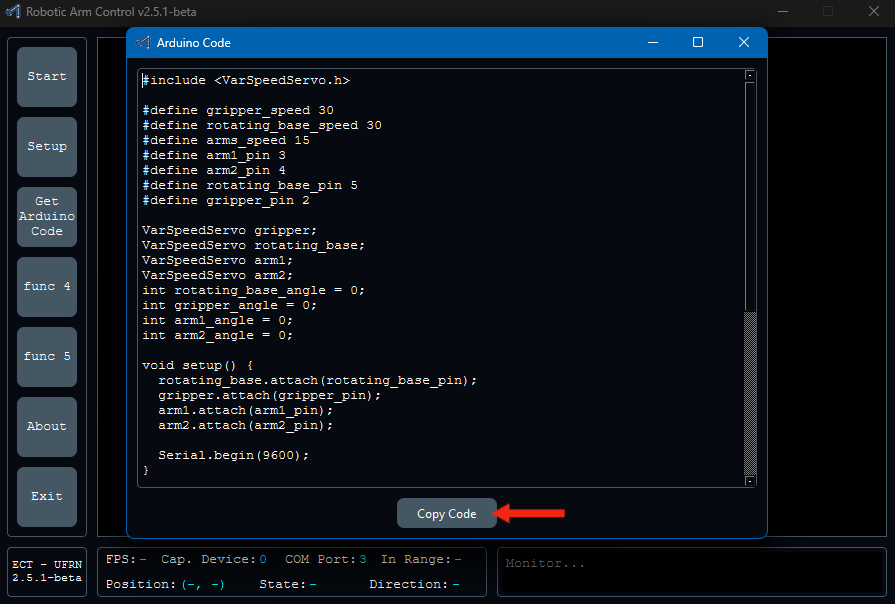 Robotic Arm Control v2.5.1-beta
Arduino Code
Start
Setup
Get
Arduino
Code
func 4
func 5
About
Exit
#include <VarSpeedServo.h>
#define gripper_speed 30
#define rotating_base_speed 30
#define arms_speed 15
#define arm1_pin 3
#define arm2_pin 4
#define rotating_base_pin 5
#define gripper_pin 2
VarSpeedServo gripper;
VarSpeedServo rotating_base;
VarSpeedServo arm1;
VarSpeedServo arm2;
int rotating_base_angle = 0;
int gripper_angle = 0;
int arm1_angle = 0;
int arm2_angle = 0;
void setup() {
  rotating_base.attach(rotating_base_pin);
  gripper.attach(gripper_pin);
  arm1.attach(arm1_pin);
  arm2.attach(arm2_pin);
  Serial.begin(9600);
}
Copy Code
ECT - UFRN
2.5.1-beta
FPS:- Cap. Device:0 COM Port:3 In Range:-
Position:(-, -) State:- Direction:-
Monitor...